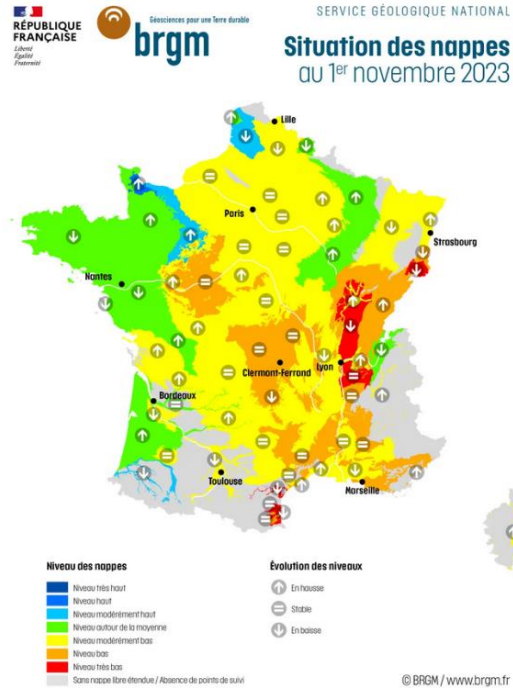 RÉPUBLIQUE
FRANÇAISE
Liberté
Égalité
Fraternité
Géosciences pour une Terre durable
brgm
SERVICE GÉOLOGIQUE NATIONAL
Situation des nappes
au 1er novembre 2023
Lille
Paris
Strasbourg
Nantes
Clermont-Ferrand
Lyon
Bordeaux
Toulouse
Marseille
Niveau des nappes
Niveau très haut
Niveau haut
Niveau modérément haut
Niveau autour de la moyenne
Niveau modérément bas
Niveau bas
Niveau très bas
Sans nappe libre étendue / Absence de points de suivi
Évolution des niveaux
En hausse
Stable
En baisse
© BRGM / www.brgm.fr